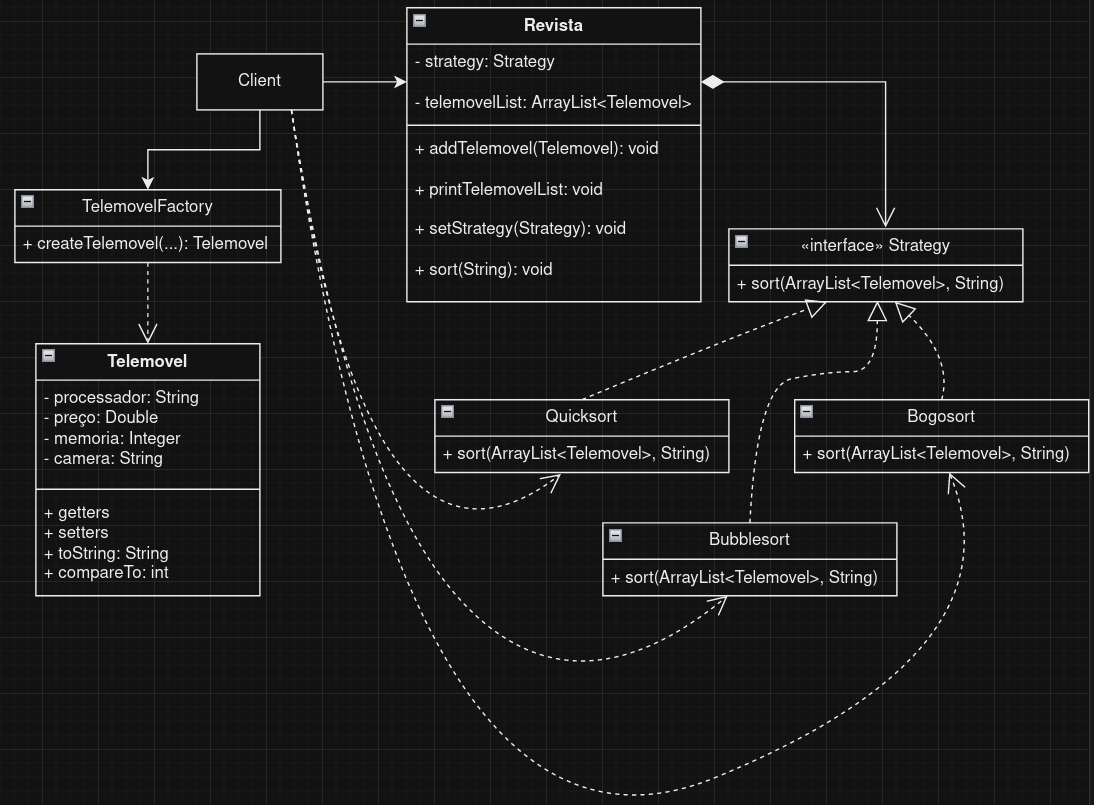 Revista
- strategy: Strategy
- telemovelList: ArrayList<Telemovel>
+ addTelemovel(Telemovel): void
+ printTelemovelList: void
+ setStrategy(Strategy): void
+ sort(String): void
Client
TelemovelFactory
+ createTelemovel(...): Telemovel
Telemovel
- processador: String
- preço: Double
- memoria: Integer
- camera: String
+ getters
+ setters
+ toString: String
+ compareTo: int
«interface» Strategy
+ sort(ArrayList<Telemovel>, String)
Quicksort
+ sort(ArrayList<Telemovel>, String)
Bogosort
+ sort(ArrayList<Telemovel>, String)
Bubblesort
+ sort(ArrayList<Telemovel>, String)